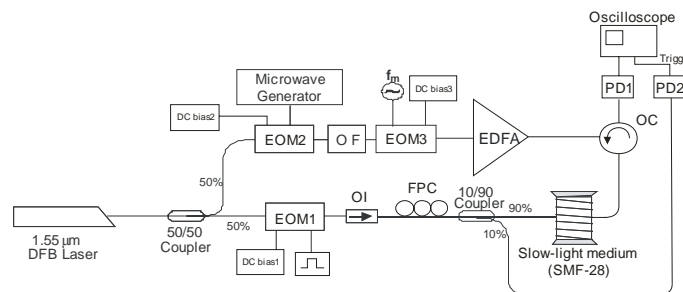 Oscilloscope
Trigg
PD1
PD2
OC
Microwave
Generator
fm
DC bias3
DC bias2
EOM2
O F
EOM3
EDFA
50%
1.55 μm
DFB Laser
50/50
Coupler
50%
EOM1
DC bias1
OI
FPC
10/90
Coupler
90%
10%
Slow-light medium
(SMF-28)